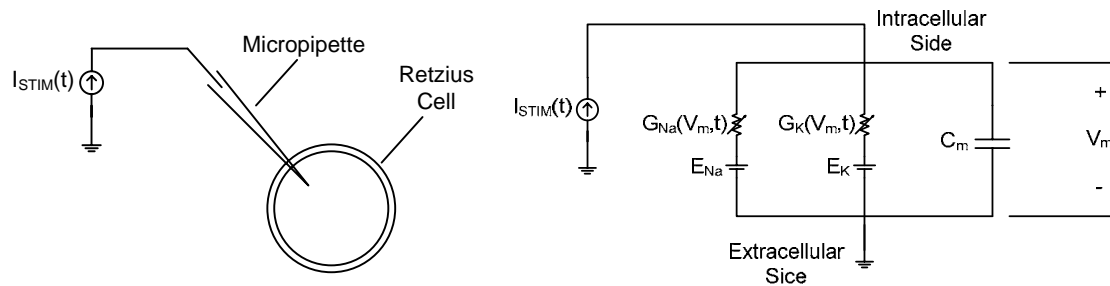 Micropipette
Retzius
Cell
I_STIM(t)
Intracellular
Side
I_STIM(t)
G_Na(V_m,t)
G_K(V_m,t)
E_Na
E_K
C_m
+
V_m
-
Extracellular
Sice